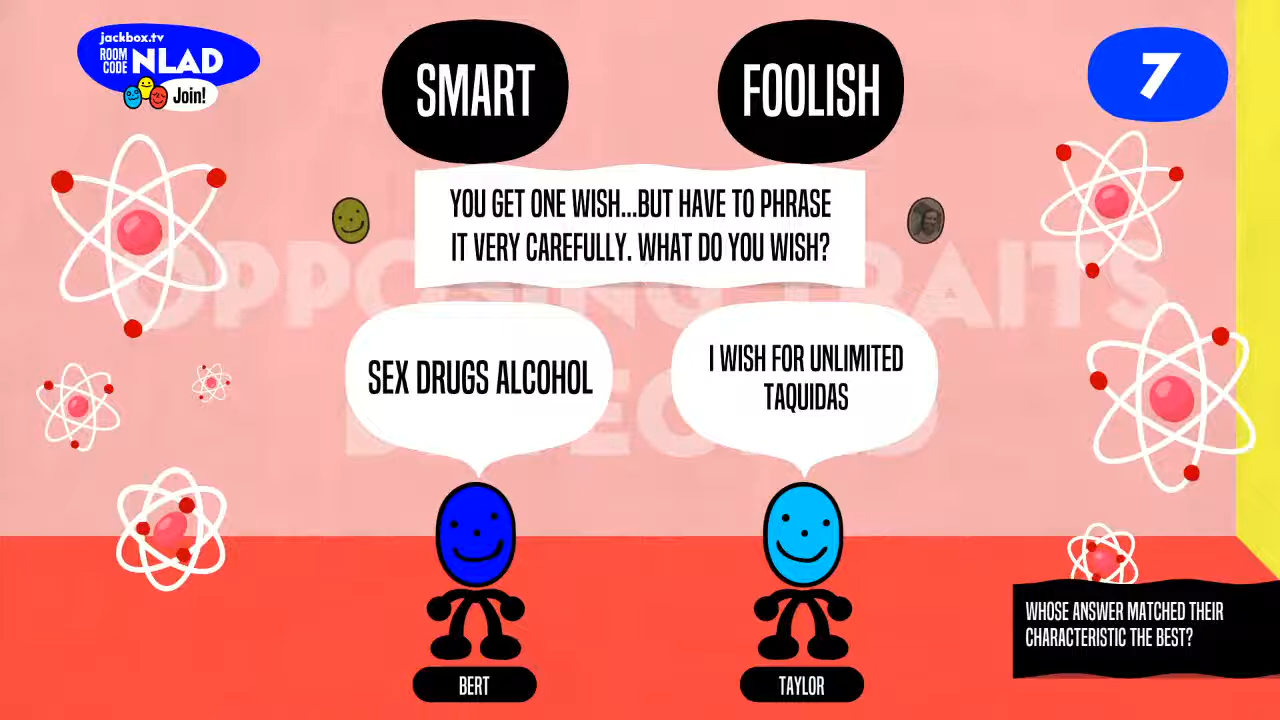 jackbox.tv
ROOM CODE NLAD
Join!
SMART
FOOLISH
7
YOU GET ONE WISH...BUT HAVE TO PHRASE
IT VERY CAREFULLY. WHAT DO YOU WISH?
OPPOSING TRAITS
SEX DRUGS ALCOHOL
I WISH FOR UNLIMITED
TAQUIDAS
WHOSE ANSWER MATCHED THEIR
CHARACTERISTIC THE BEST?
BERT
TAYLOR